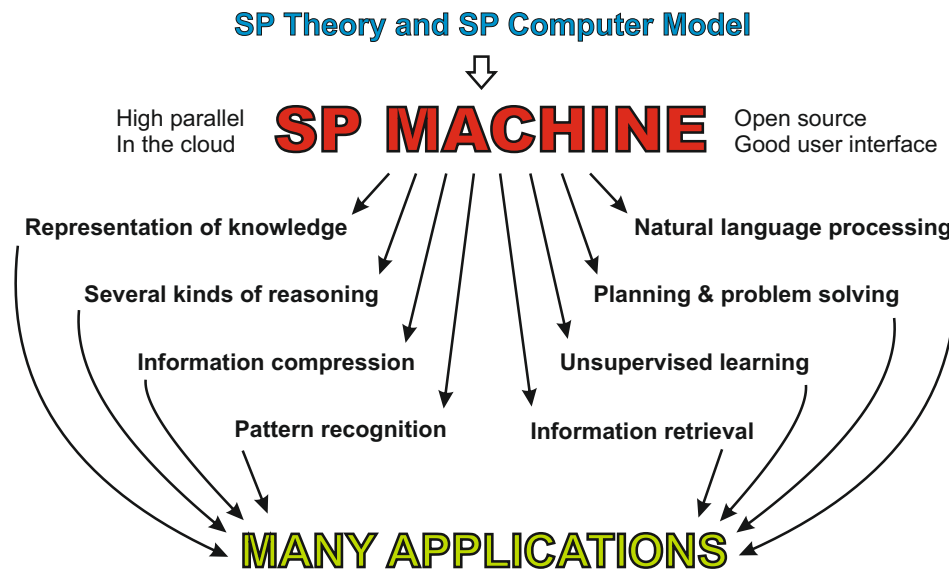 SP Theory and SP Computer Model
High parallel
In the cloud
SP MACHINE
Open source
Good user interface
Representation of knowledge
Natural language processing
Several kinds of reasoning
Planning & problem solving
Information compression
Unsupervised learning
Pattern recognition
Information retrieval
MANY APPLICATIONS